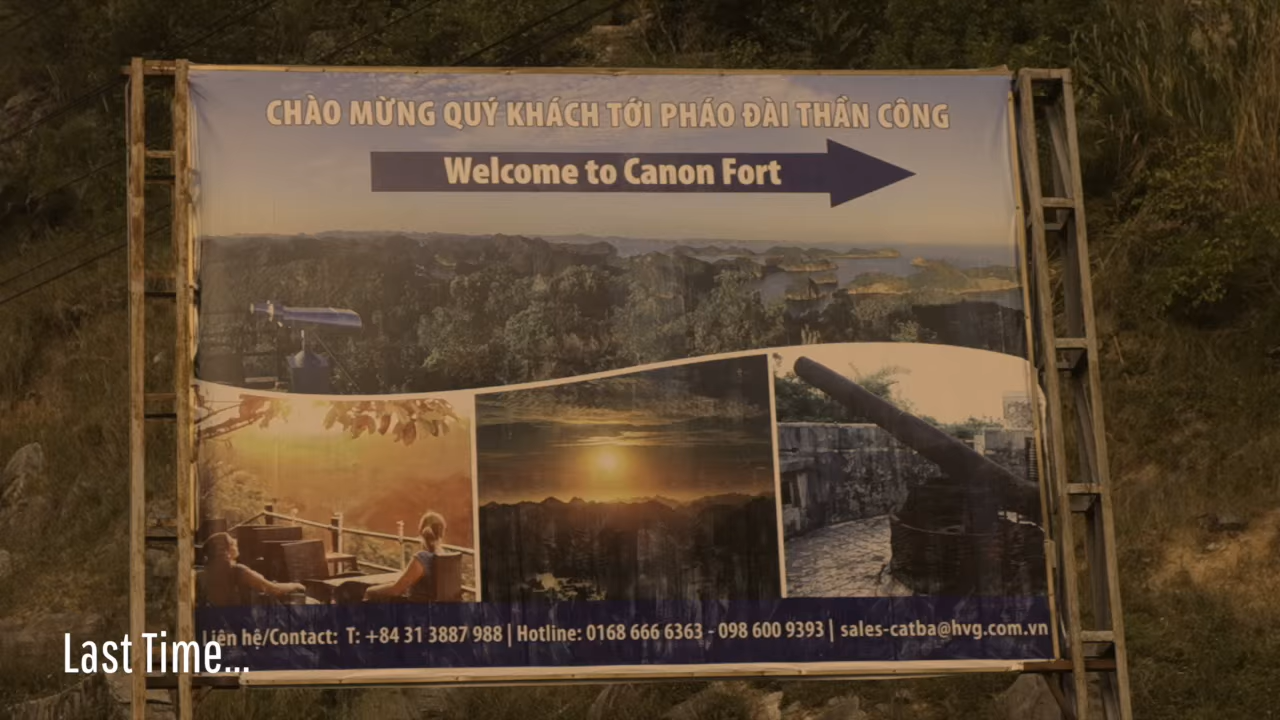 CHÀO MỪNG QUÝ KHÁCH TỚI PHÁO ĐÀI THẦN CÔNG
Welcome to Canon Fort
Liên hệ/Contact: T: +84 31 3887 988 | Hotline: 0168 666 6363 - 098 600 9393 | sales-catba@hvg.com.vn
Last Time...